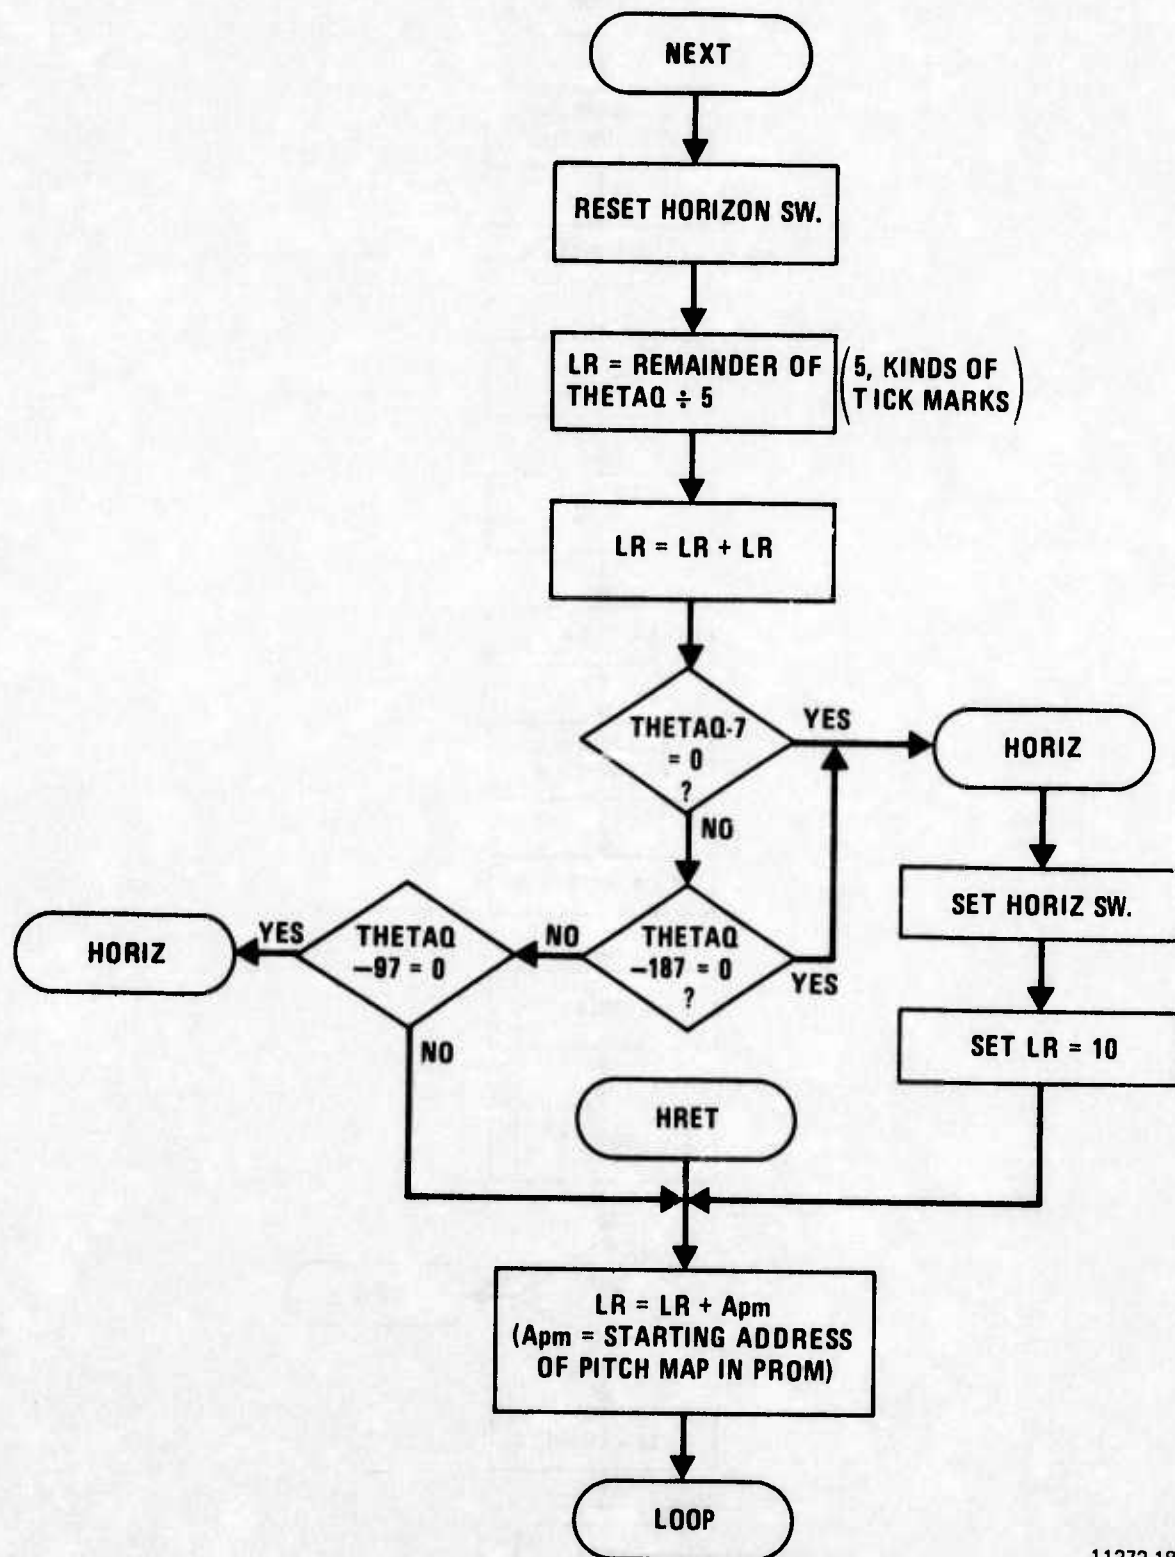 NEXT
RESET HORIZON SW.
LR = REMAINDER OF
THETAQ ÷ 5
(5, KINDS OF
TICK MARKS)
LR = LR + LR
THETAQ-7
= 0
?
YES
HORIZ
NO
SET HORIZ SW.
HORIZ
YES
THETAQ
-97 = 0
NO
THETAQ
-187 = 0
?
YES
SET LR = 10
NO
HRET
LR = LR + Apm
(Apm = STARTING ADDRESS
OF PITCH MAP IN PROM)
LOOP